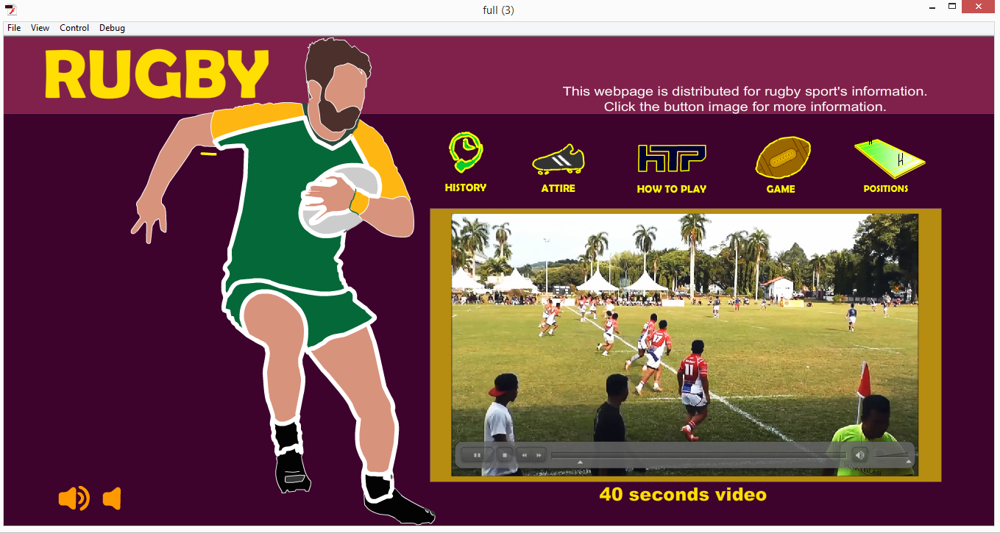 full (3)
File View Control Debug
RUGBY
This webpage is distributed for rugby sport's information.
Click the button image for more information.
HTP
HISTORY
ATTIRE
HOW TO PLAY
GAME
POSITIONS
17
11
40 seconds video